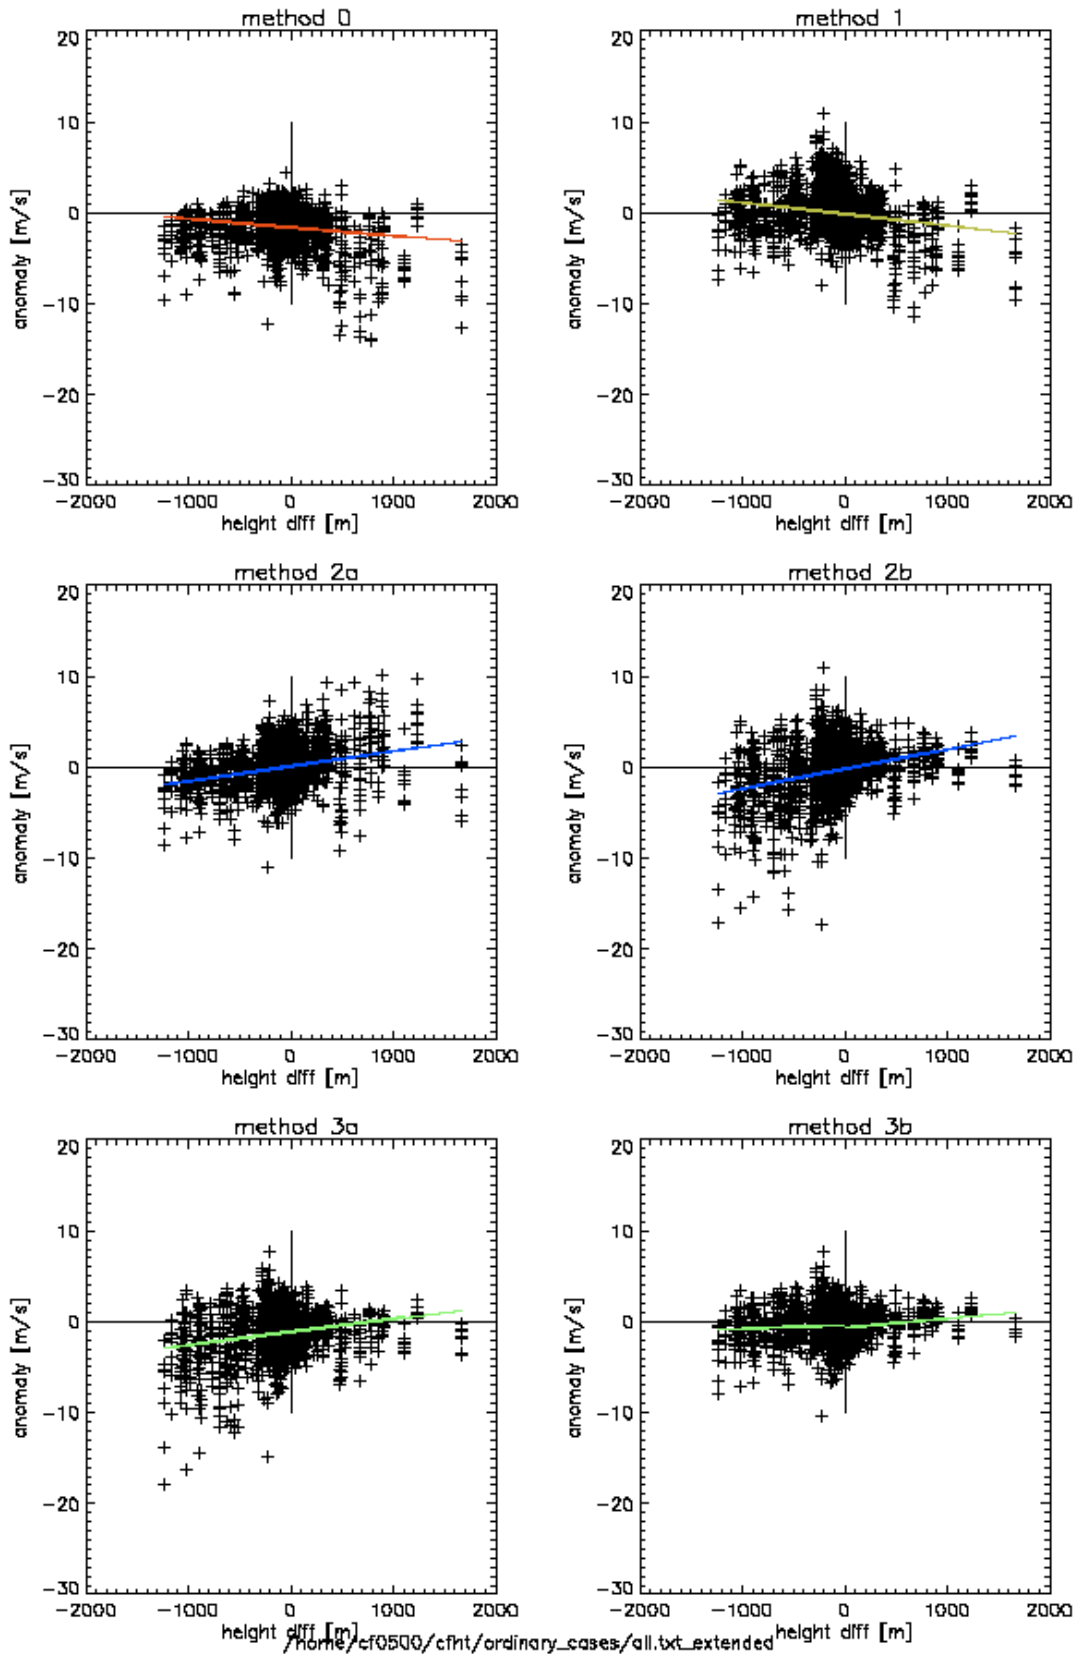 method 0
20
10
0
-10
-20
-30
anomaly [m/s]
-2000 -1000 0 1000 2000
height diff [m]
method 1
20
10
0
-10
-20
-30
anomaly [m/s]
-2000 -1000 0 1000 2000
height diff [m]
method 2a
20
10
0
-10
-20
-30
anomaly [m/s]
-2000 -1000 0 1000 2000
height diff [m]
method 2b
20
10
0
-10
-20
-30
anomaly [m/s]
-2000 -1000 0 1000 2000
height diff [m]
method 3a
20
10
0
-10
-20
-30
anomaly [m/s]
-2000 -1000 0 1000 2000
height diff [m]
method 3b
20
10
0
-10
-20
-30
anomaly [m/s]
-2000 -1000 0 1000 2000
height diff [m]
/home/cf0500/cfht/ordinary_cases/all.txt_extended